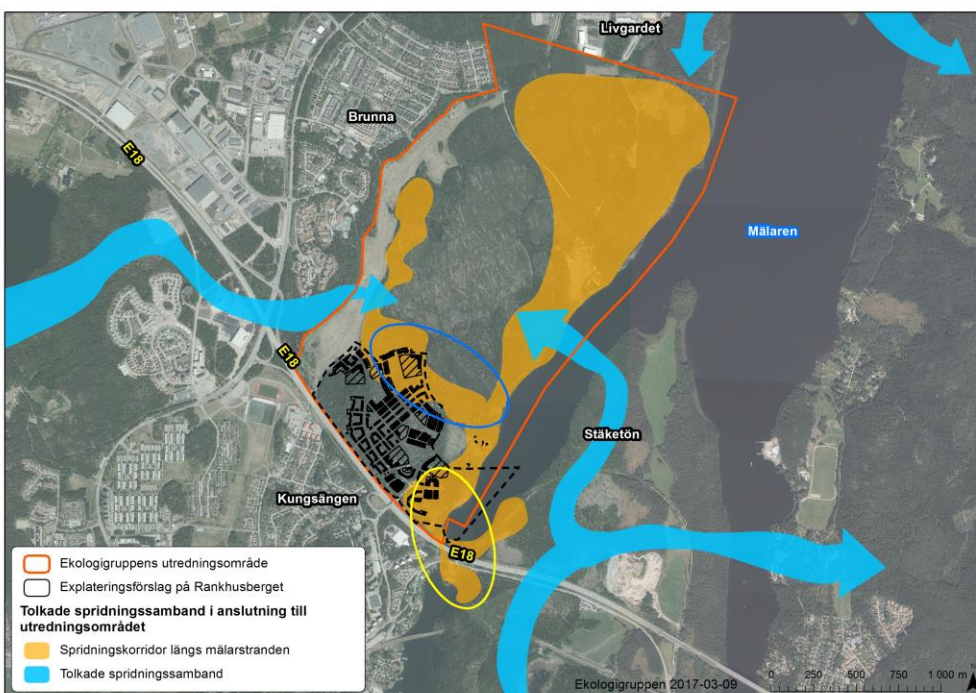 Livgardet
Brunna
E18
Mälaren
E18
Stäketön
Kungsängen
E18
Ekologigruppens utredningsområde
Explateringsförslag på Rankhusberget
Tolkade spridningssamband i anslutning till
utredningsområdet
Spridningskorridor längs mälarstranden
Tolkade spridningssamband
0 250 500 1 000 m
Ekologigruppen 2017-03-09